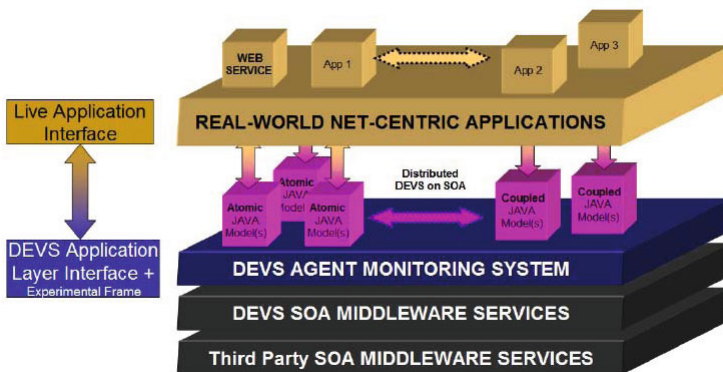 App 3
WEB
SERVICE
App 1
App 2
Live Application
Interface
REAL-WORLD NET-CENTRIC APPLICATIONS
Distributed
DEVS on SOA
Atomic
JAVA
Model
Atomic
JAVA
Model(s)
Atomic
JAVA
Model(s)
Coupled
JAVA
Model(s)
Coupled
JAVA
Model(s)
DEVS Application
Layer Interface +
Experimental Frame
DEVS AGENT MONITORING SYSTEM
DEVS SOA MIDDLEWARE SERVICES
Third Party SOA MIDDLEWARE SERVICES